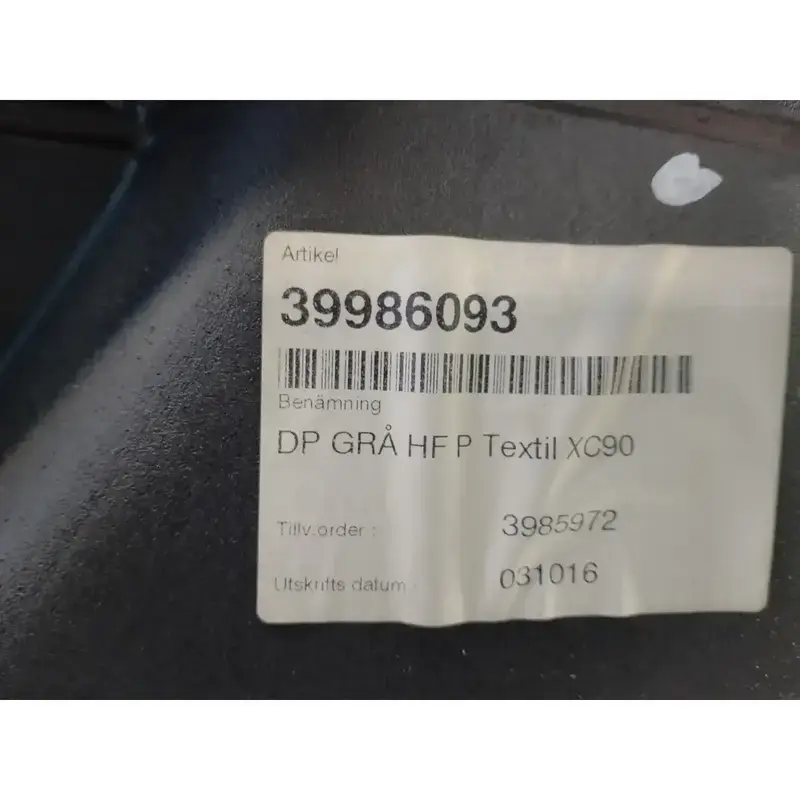 Artikel
39986093
Benämning
DP GRÅ HF P Textil XC90
Tillv.order : 3985972
Utskrifts datum : 031016